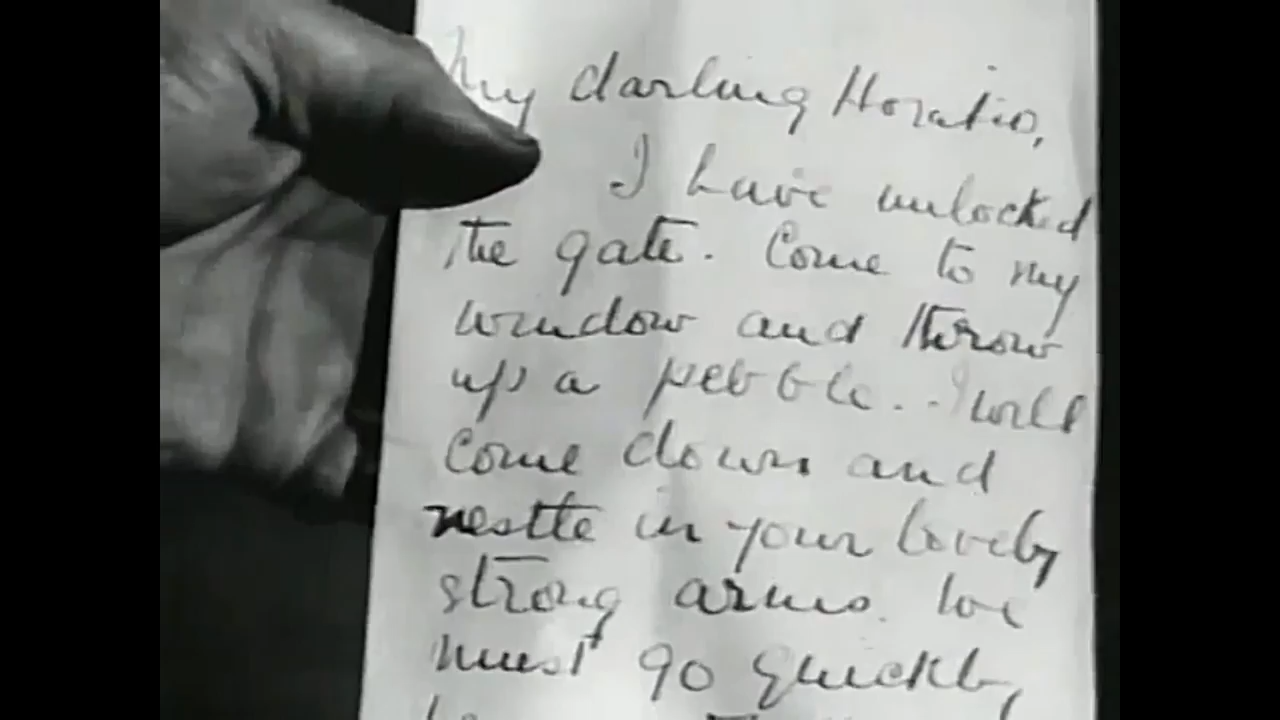 My darling Horatio,
I have unlocked
the gate. Come to my
window and throw
up a pebble.. I will
come down and
nestle in your lovely
strong arms. We
must go quickly,